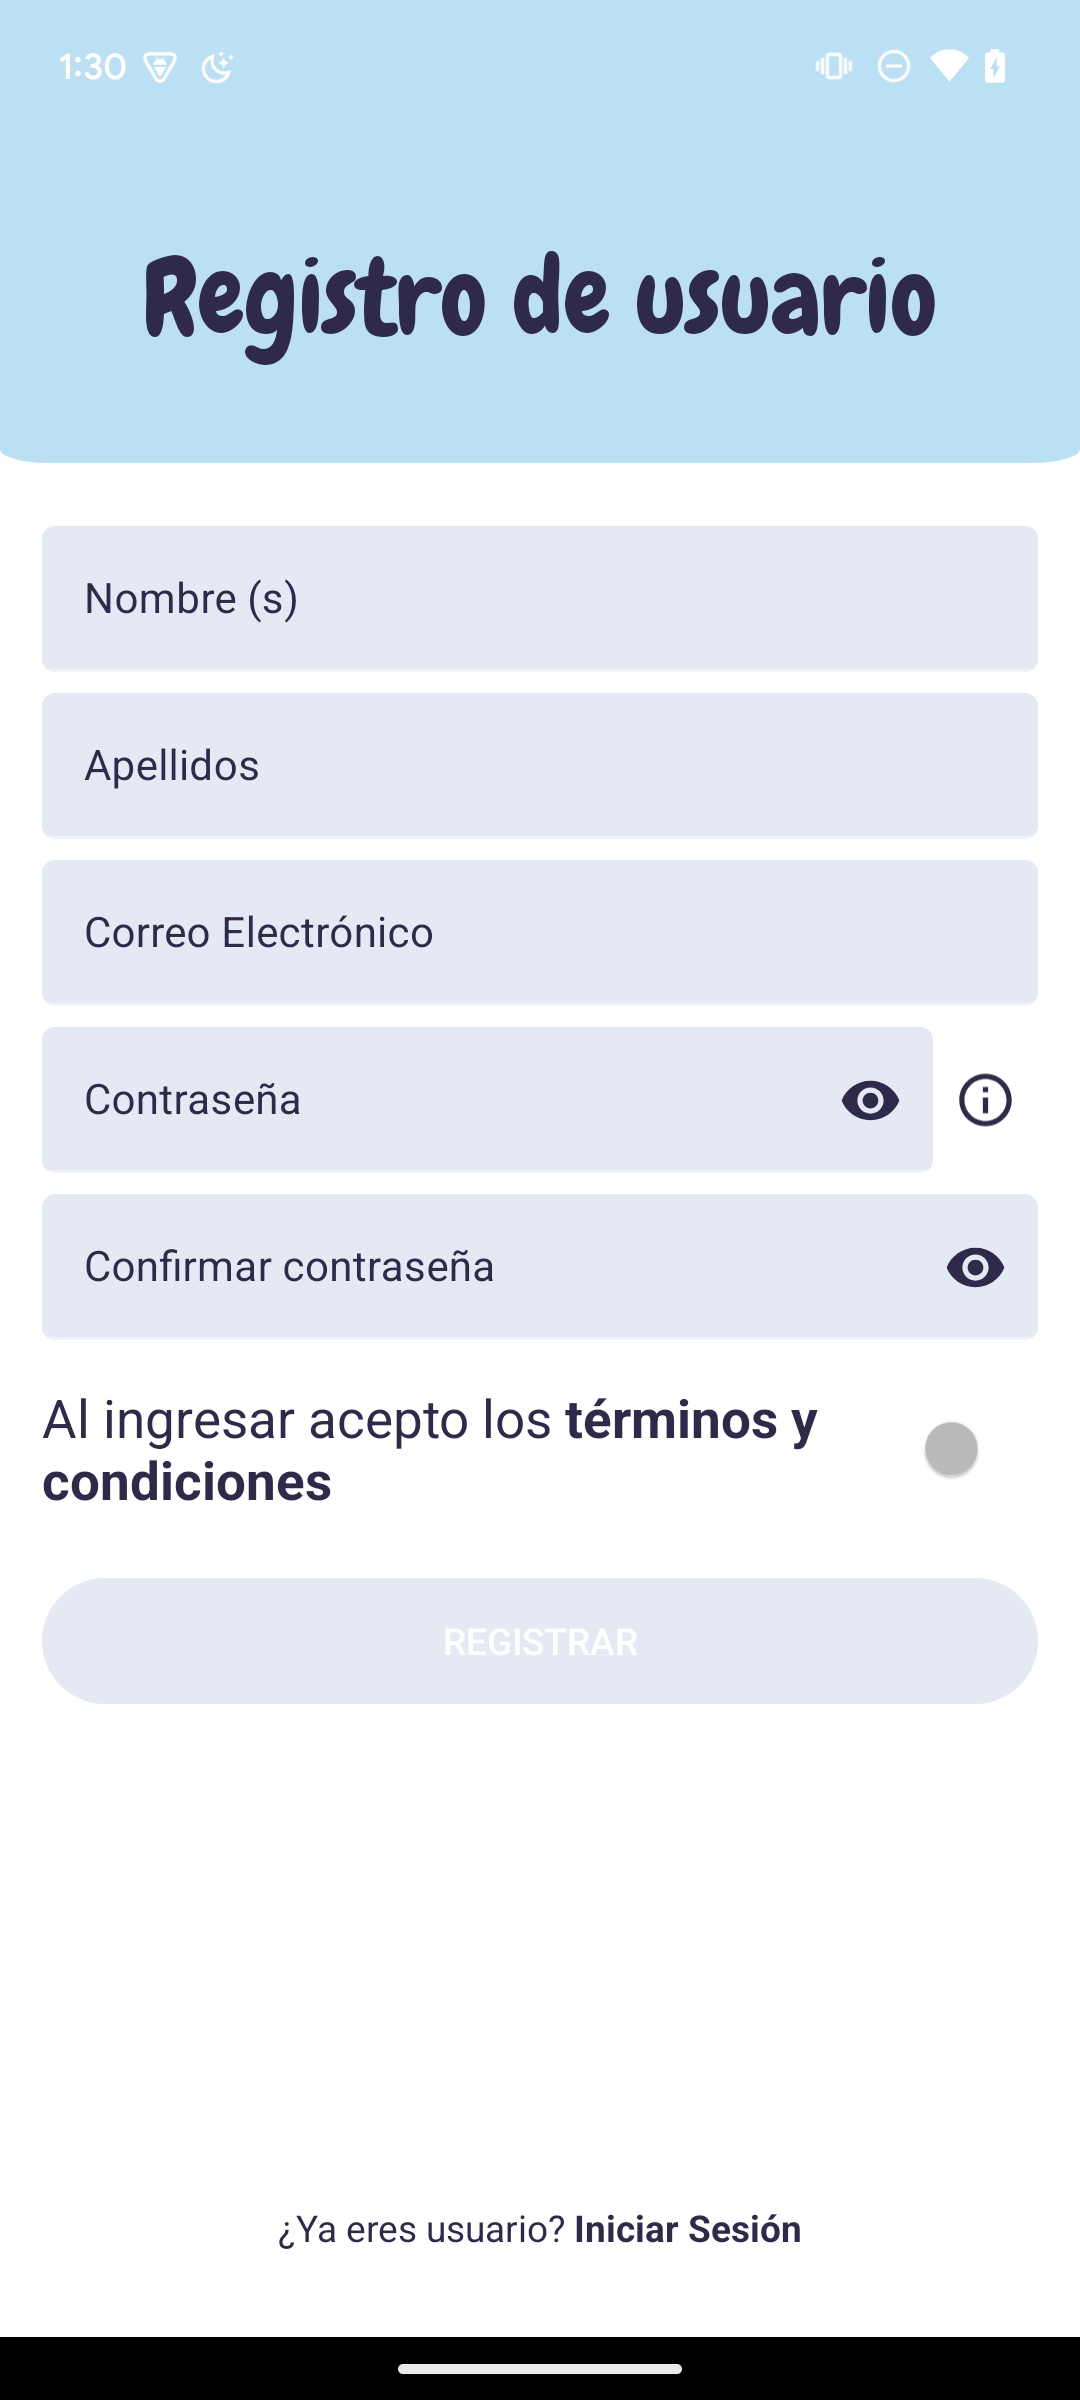 1:30
Registro de usuario
Nombre (s)
Apellidos
Correo Electrónico
Contraseña
Confirmar contraseña
Al ingresar acepto los términos y
condiciones
REGISTRAR
¿Ya eres usuario? Iniciar Sesión